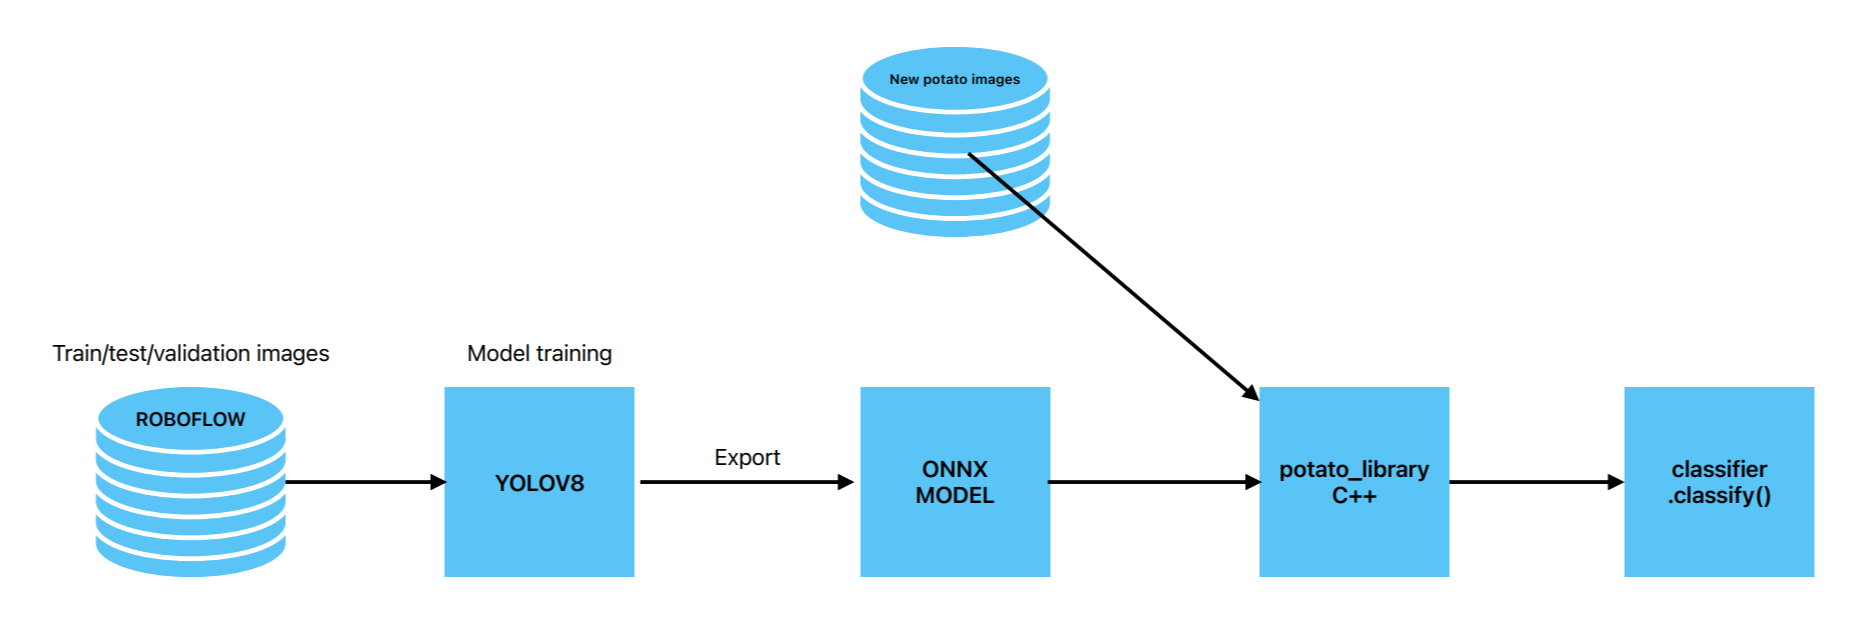 New potato images
Train/test/validation images
Model training
ROBOFLOW
YOLOV8
Export
ONNX
MODEL
potato_library
C++
classifier
.classify()